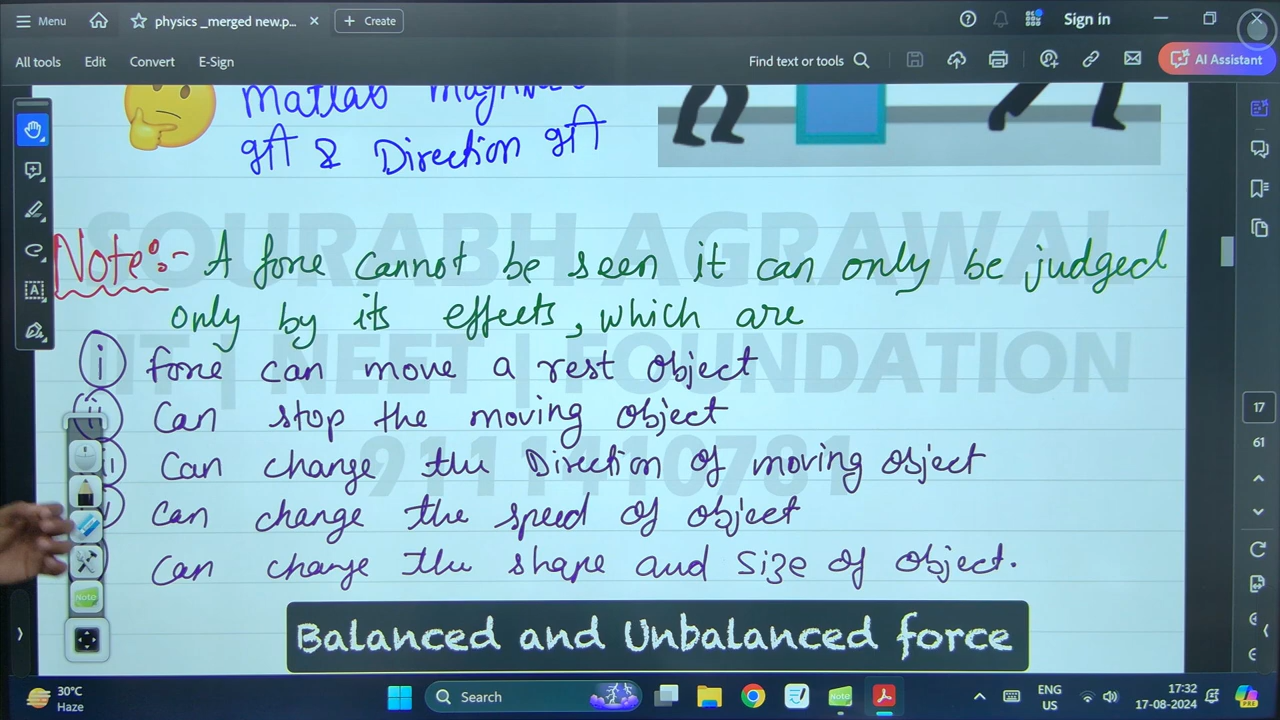 Menu
physics _merged new.p...
+ Create
Sign in
All tools
Edit
Convert
E-Sign
Find text or tools
AI Assistant
Matlab
गी & Direction गी
SOURABH AGRAWAL
Note:- A force cannot be seen it can only be judged
only by its effects, which are
IIT | NEET | FOUNDATION
(i) force can move a rest object
(ii) Can stop the moving object
9111410781
Can change the Direction of moving object
Can change the speed of object
Can change the shape and size of object.
Balanced and Unbalanced force
17
61
Note
30°C
Haze
Search
Note
ENG
US
17:32
17-08-2024